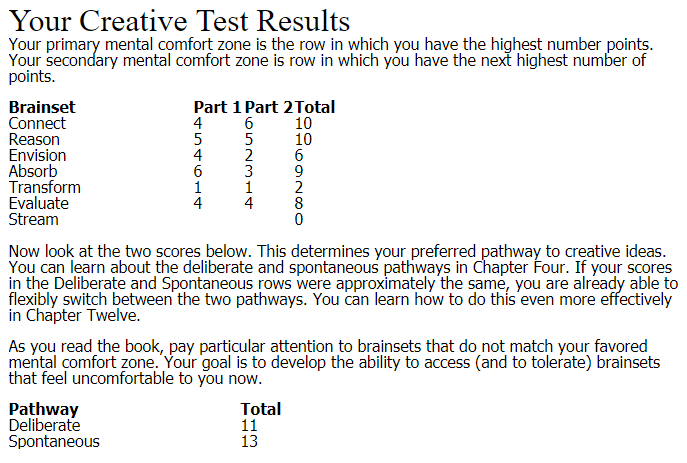 Your Creative Test Results
Your primary mental comfort zone is the row in which you have the highest number points.
Your secondary mental comfort zone is row in which you have the next highest number of
points.
Brainset Part 1 Part 2 Total
Connect 4 6 10
Reason 5 5 10
Envision 4 2 6
Absorb 6 3 9
Transform 1 1 2
Evaluate 4 4 8
Stream 0
Now look at the two scores below. This determines your preferred pathway to creative ideas.
You can learn about the deliberate and spontaneous pathways in Chapter Four. If your scores
in the Deliberate and Spontaneous rows were approximately the same, you are already able to
flexibly switch between the two pathways. You can learn how to do this even more effectively
in Chapter Twelve.
As you read the book, pay particular attention to brainsets that do not match your favored
mental comfort zone. Your goal is to develop the ability to access (and to tolerate) brainsets
that feel uncomfortable to you now.
Pathway Total
Deliberate 11
Spontaneous 13